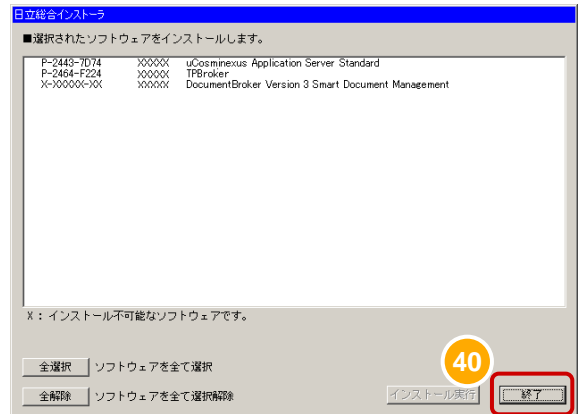 日立総合インストーラ
■選択されたソフトウェアをインストールします。
P-2443-7D74 XXXXX uCosminexus Application Server Standard
P-2464-F224 XXXXX TPBroker
X-XXXXX-XX XXXXX DocumentBroker Version 3 Smart Document Management
X：インストール不可能なソフトウェアです。
全選択 ソフトウェアを全て選択
40
全解除 ソフトウェアを全て選択解除 インストール実行 終了